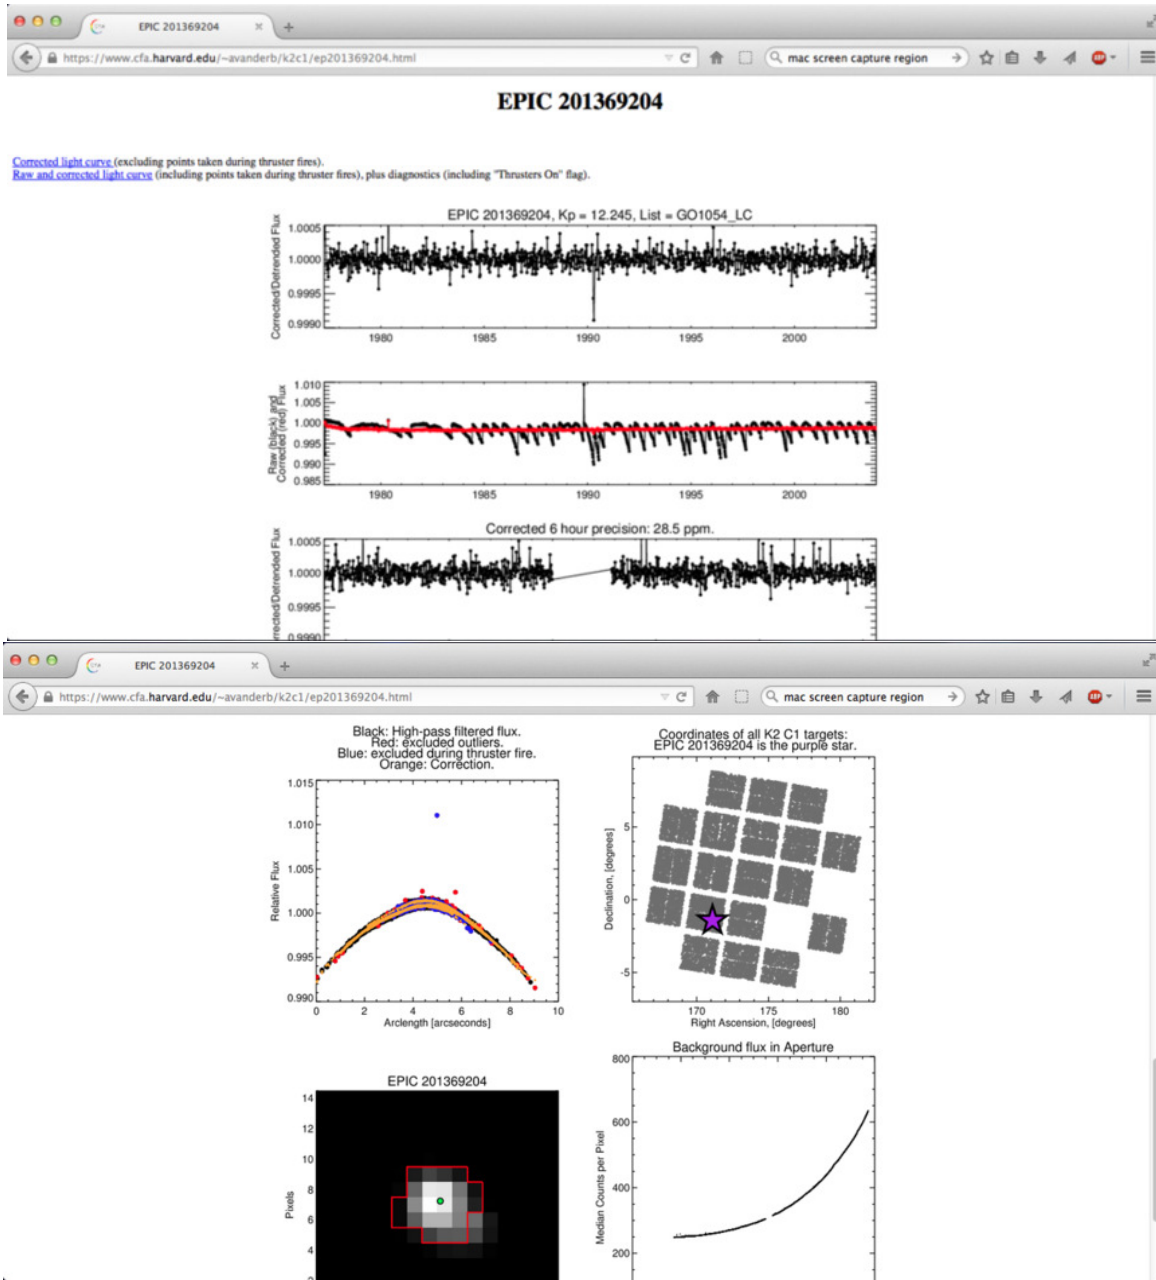 EPIC 201369204
https://www.cfa.harvard.edu/~avanderb/k2c1/ep201369204.html
mac screen capture region
EPIC 201369204
Corrected light curve (excluding points taken during thruster fires).
Raw and corrected light curve (including points taken during thruster fires), plus diagnostics (including "Thrusters On" flag).
EPIC 201369204, Kp = 12.245, List = GO1054_LC
Corrected/Detrended Flux
1.0005
1.0000
0.9995
0.9990
1980 1985 1990 1995 2000
Raw (black) and
Corrected (red) Flux
1.010
1.005
1.000
0.995
0.990
0.985
1980 1985 1990 1995 2000
Corrected 6 hour precision: 28.5 ppm.
rrected/Detrended Flux
1.0005
1.0000
0.9995
0.9990
EPIC 201369204
https://www.cfa.harvard.edu/~avanderb/k2c1/ep201369204.html
mac screen capture region
Black: High-pass filtered flux.
Red: excluded outliers.
Blue: excluded during thruster fire.
Orange: Correction.
Relative Flux
1.015
1.010
1.005
1.000
0.995
0.990
0 2 4 6 8 10
Arclength [arcseconds]
Coordinates of all K2 C1 targets:
EPIC 201369204 is the purple star.
Declination, [degrees]
5
0
-5
170 175 180
Right Ascension, [degrees]
EPIC 201369204
Pixels
14
12
10
8
6
4
Background flux in Aperture
Median Counts per Pixel
800
600
400
200